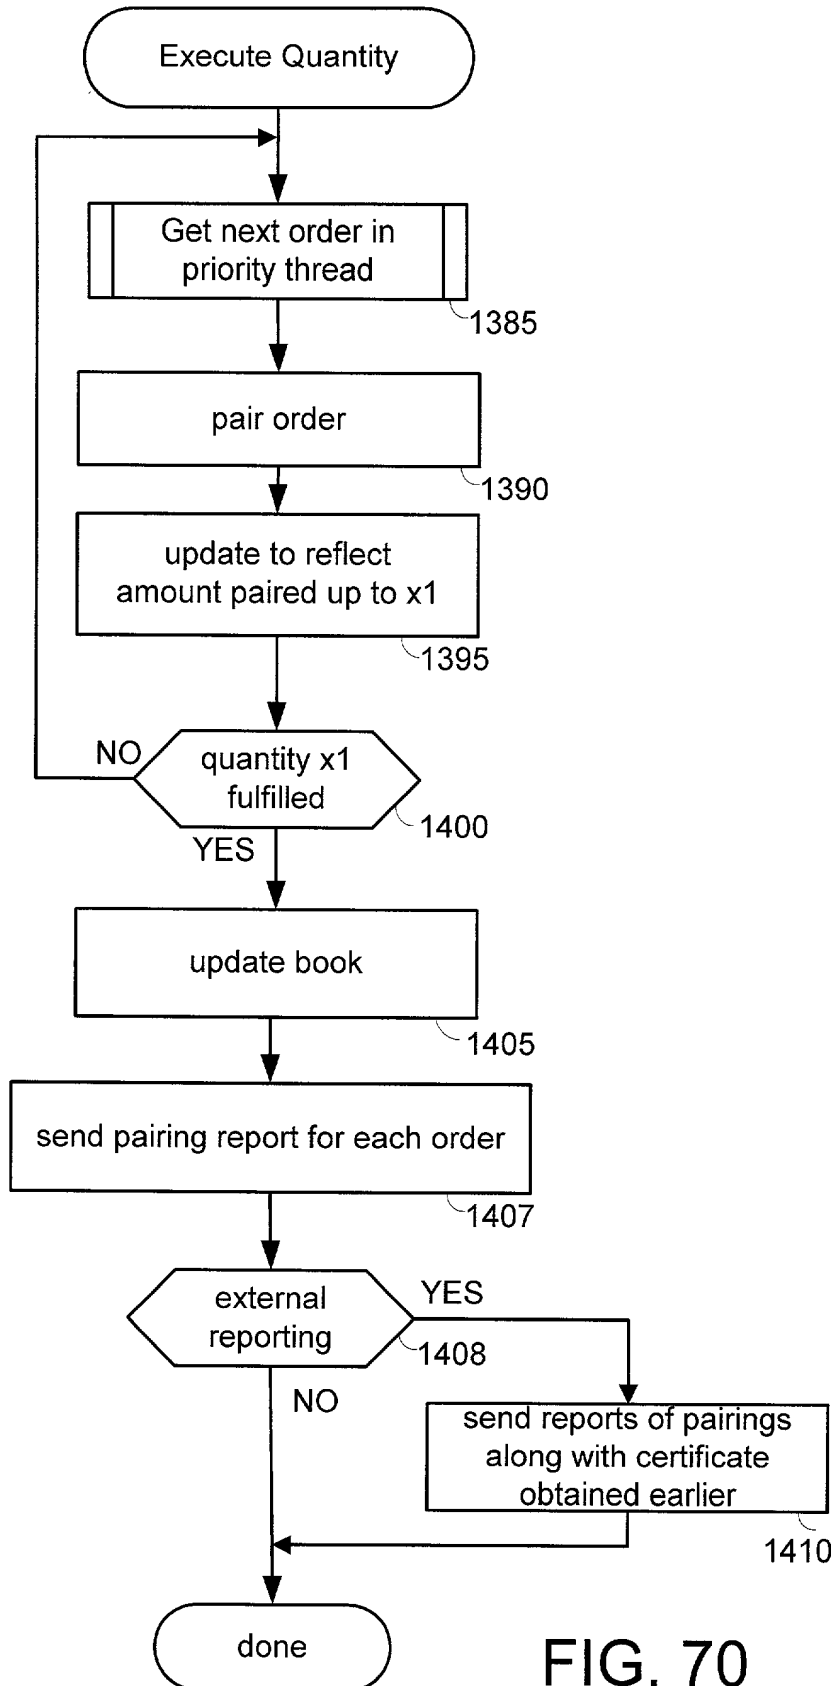 Execute Quantity
Get next order in
priority thread
1385
pair order
1390
update to reflect
amount paired up to x1
1395
NO
quantity x1
fulfilled
1400
YES
update book
1405
send pairing report for each order
1407
external
reporting
YES
1408
NO
send reports of pairings
along with certificate
obtained earlier
1410
done
FIG. 70